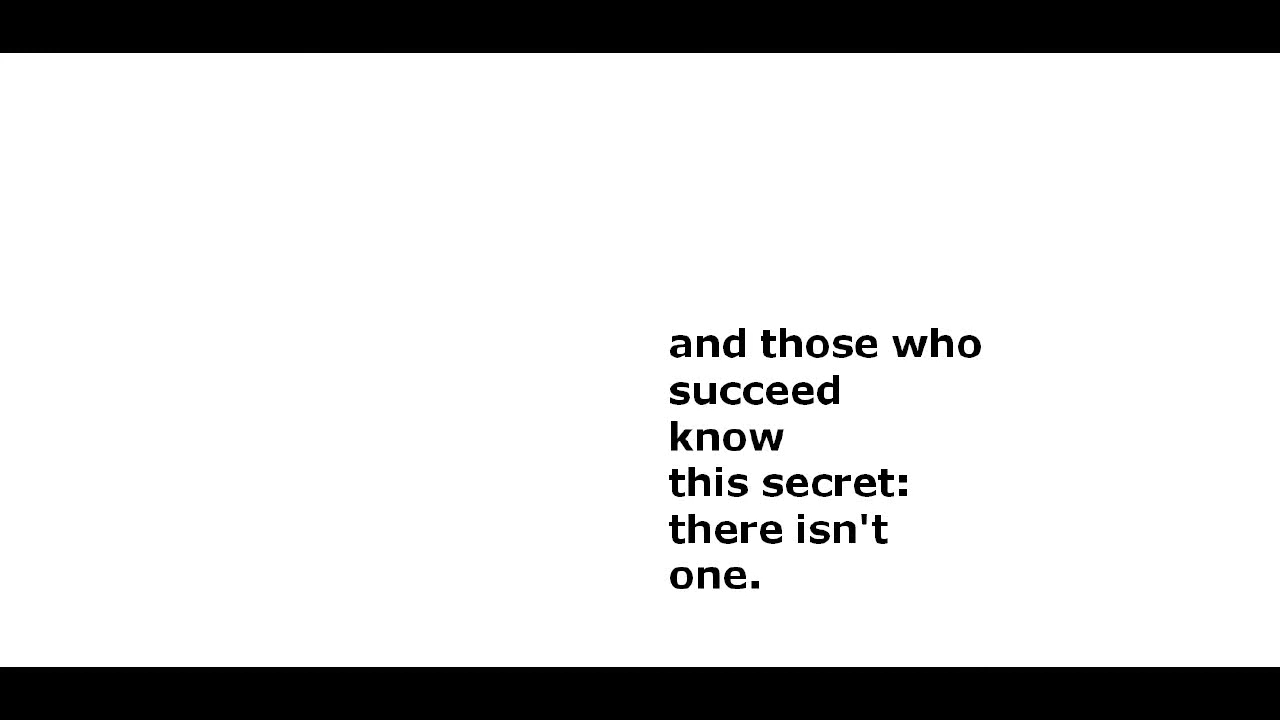 and those who
succeed
know
this secret:
there isn't
one.